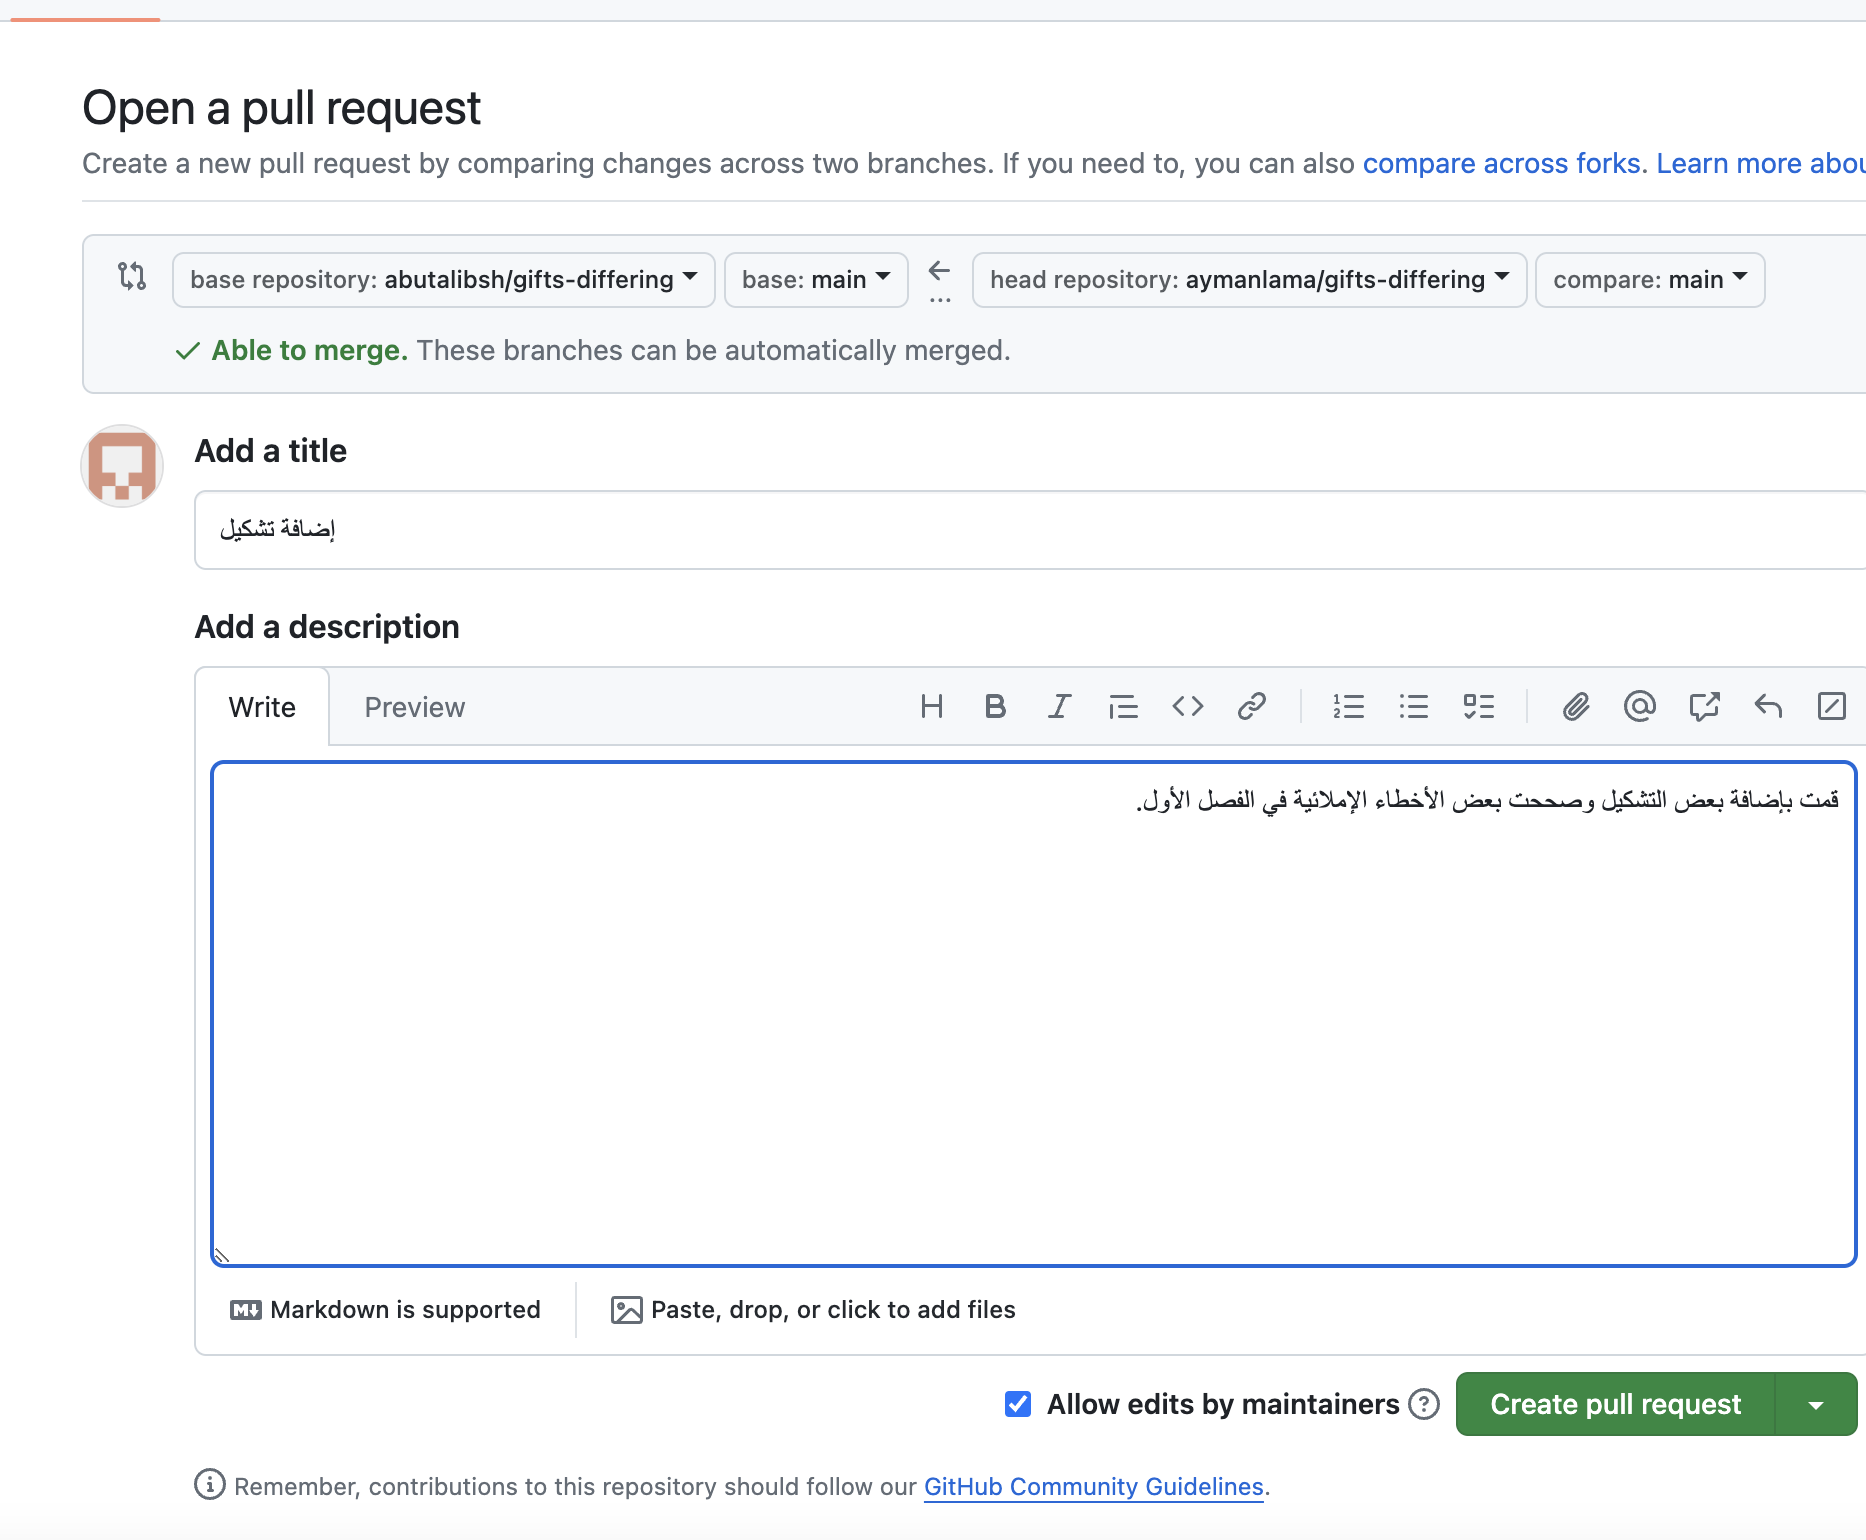 Open a pull request
Create a new pull request by comparing changes across two branches. If you need to, you can also compare across forks. Learn more
base repository: abutalibsh/gifts-differing base: main ← ... head repository: aymanlama/gifts-differing compare: main
Able to merge. These branches can be automatically merged.
Add a title
إضافة تشكيل
Add a description
Write Preview
قمت بإضافة بعض التشكيل وصححت بعض الأخطاء الإملائية في الفصل الأول.
Markdown is supported Paste, drop, or click to add files
Allow edits by maintainers Create pull request
Remember, contributions to this repository should follow our GitHub Community Guidelines.